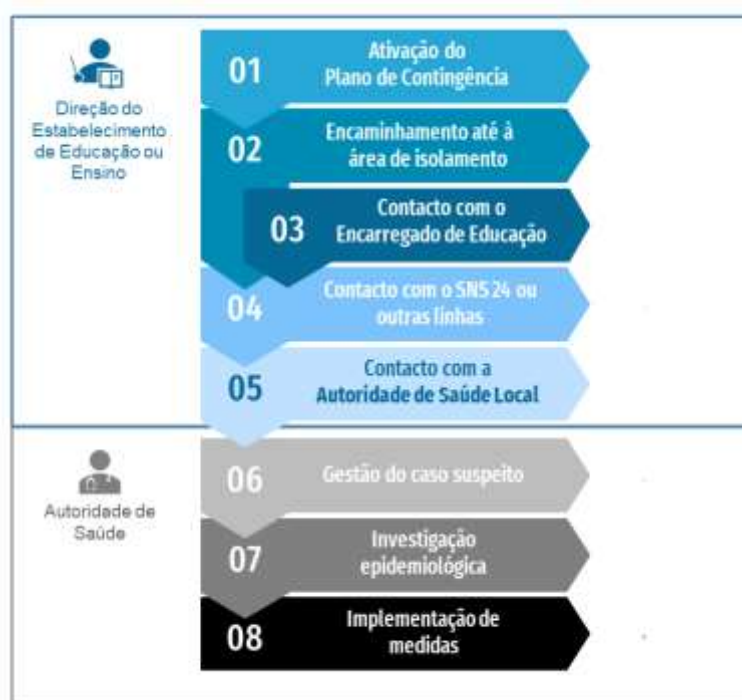 Direção do
Estabelecimento
de Educação ou
Ensino
01
Ativação do
Plano de Contingência
02
Encaminhamento até à
área de isolamento
03
Contacto com o
Encarregado de Educação
04
Contacto com o SNS 24 ou
outras linhas
05
Contacto com a
Autoridade de Saúde Local
Autoridade de
Saúde
06
Gestão do caso suspeito
07
Investigação
epidemiológica
08
Implementação de
medidas